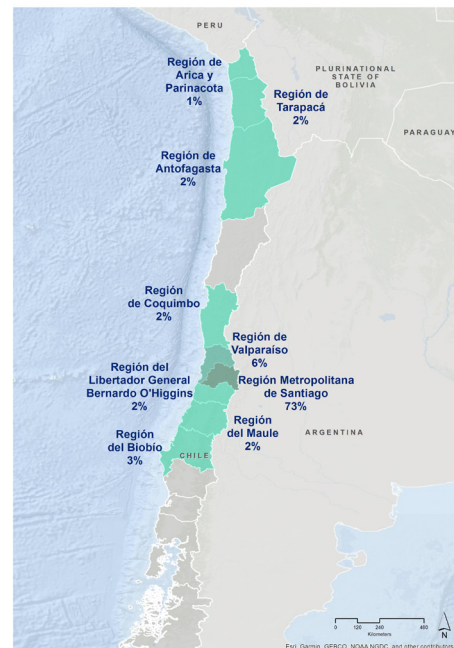 PERU
Región de
Arica y
Parinacota
1%
PLURINATIONAL
STATE OF
BOLIVIA
Región de
Tarapacá
2%
PARAGUAY
Región de
Antofagasta
2%
Región
de Coquimbo
2%
Región de
Valparaíso
6%
Región del
Libertador General
Bernardo O'Higgins
2%
Región Metropolitana
de Santiago
73%
Región
del Maule
2%
ARGENTINA
Región
del Biobío
3%
CHILE
0 120 240 480
Kilometers
N
Esri, Garmin, GEBCO, NOAA NGDC, and other contributors